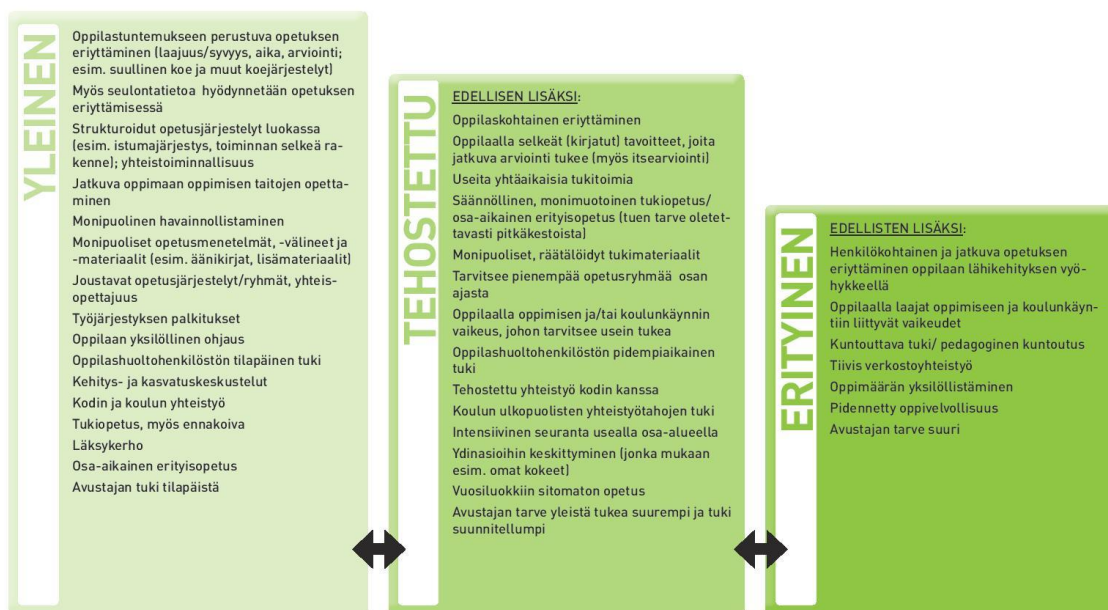 YLEINEN
Oppilastuntemukseen perustuva opetuksen
eriyttäminen (laajuus/syvyys, aika, arviointi;
esim. suullinen koe ja muut koejärjestelyt)
Myös seulontatietoa hyödynnetään opetuksen
eriyttämisessä
Strukturoidut opetusjärjestelyt luokassa
(esim. istumajärjestys, toiminnan selkeä ra-
kenne); yhteistoiminnallisuus
Jatkuva oppimaan oppimisen taitojen opetta-
minen
Monipuolinen havainnollistaminen
Monipuoliset opetusmenetelmät, -välineet ja
-materiaalit (esim. äänikirjat, lisämateriaalit)
Joustavat opetusjärjestelyt/ryhmät, yhteis-
opettajuus
Työjärjestyksen palkitukset
Oppilaan yksilöllinen ohjaus
Oppilashuoltohenkilöstön tilapäinen tuki
Kehitys- ja kasvatuskeskustelut
Kodin ja koulun yhteistyö
Tukiopetus, myös ennakoiva
Läksykerho
Osa-aikainen erityisopetus
Avustajan tuki tilapäistä
TEHOSTETTU
EDELLISEN LISÄKSI:
Oppilaskohtainen eriyttäminen
Oppilaalla selkeät (kirjatut) tavoitteet, joita
jatkuva arviointi tukee (myös itsearviointi)
Useita yhtäaikaisia tukitoimia
Säännöllinen, monimuotoinen tukiopetus/
osa-aikainen erityisopetus (tuen tarve oletet-
tavasti pitkäkestoista)
Monipuoliset, räätälöidyt tukimateriaalit
Tarvitsee pienempää opetusryhmää osan
ajasta
Oppilaalla oppimisen ja/tai koulunkäynnin
vaikeus, johon tarvitsee usein tukea
Oppilashuoltohenkilöstön pidempiaikainen
tuki
Tehostettu yhteistyö kodin kanssa
Koulun ulkopuolisten yhteistyötahojen tuki
Intensiivinen seuranta usealla osa-alueella
Ydinasioihin keskittyminen (jonka mukaan
esim. omat kokeet)
Vuosiluokkiin sitomaton opetus
Avustajan tarve yleistä tukea suurempi ja tuki
suunnitellumpi
ERITYINEN
EDELLISTEN LISÄKSI:
Henkilökohtainen ja jatkuva opetuksen
eriyttäminen oppilaan lähikehityksen vyö-
hykkeellä
Oppilaalla laajat oppimiseen ja koulunkäyn-
tiin liittyvät vaikeudet
Kuntouttava tuki/ pedagoginen kuntoutus
Tiivis verkostoyhteistyö
Oppimäärän yksilöllistäminen
Pidennetty oppivelvollisuus
Avustajan tarve suuri